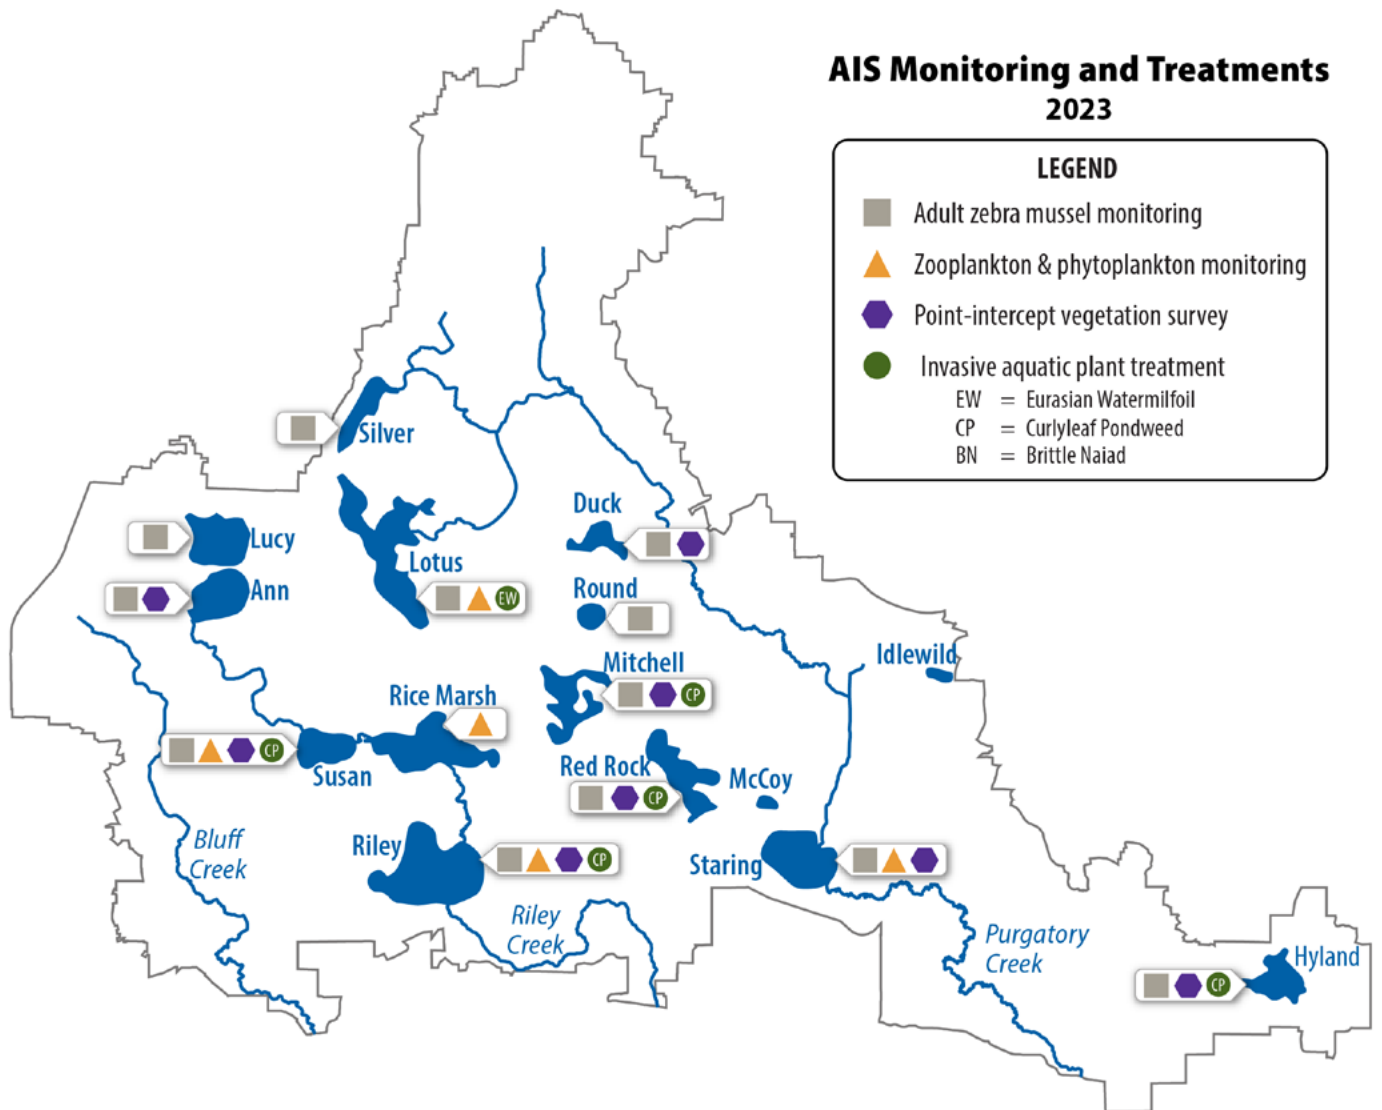 AIS Monitoring and Treatments
2023
LEGEND
Adult zebra mussel monitoring
Zooplankton & phytoplankton monitoring
Point-intercept vegetation survey
Invasive aquatic plant treatment
EW = Eurasian Watermilfoil
CP = Curlyleaf Pondweed
BN = Brittle Naiad
Silver
Duck
Lucy
Lotus
Ann
EW
Round
Idlewild
Mitchell
CP
Rice Marsh
CP
Susan
Red Rock
CP
McCoy
Bluff
Creek
Riley
CP
Staring
Riley
Creek
Purgatory
Creek
Hyland
CP